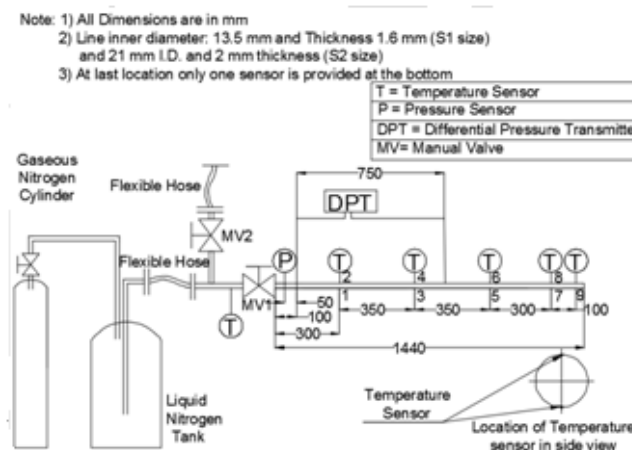 Note: 1) All Dimensions are in mm
2) Line inner diameter: 13.5 mm and Thickness 1.6 mm (S1 size)
and 21 mm I.D. and 2 mm thickness (S2 size)
3) At last location only one sensor is provided at the bottom
T = Temperature Sensor
P = Pressure Sensor
DPT = Differential Pressure Transmitte
MV= Manual Valve
Gaseous
Nitrogen
Cylinder
Flexible Hose
750
DPT
MV2
Flexible Hose
P
T
T
T
T
T
2
4
6
8
MV1
50
1
3
5
7
9
T
100
350
350
300
100
300
1440
Liquid
Nitrogen
Tank
Temperature
Sensor
Location of Temperature
sensor in side view